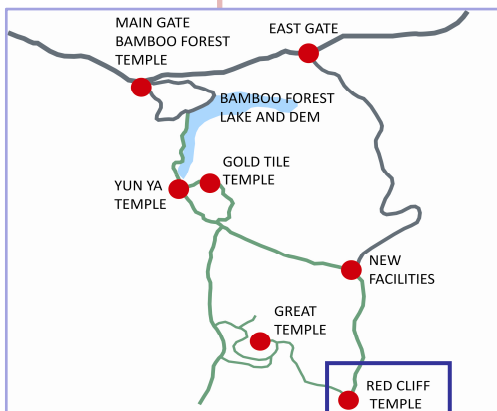 MAIN GATE
BAMBOO FOREST
TEMPLE
EAST GATE
BAMBOO FOREST
LAKE AND DEM
GOLD TILE
TEMPLE
YUN YA
TEMPLE
NEW
FACILITIES
GREAT
TEMPLE
RED CLIFF
TEMPLE